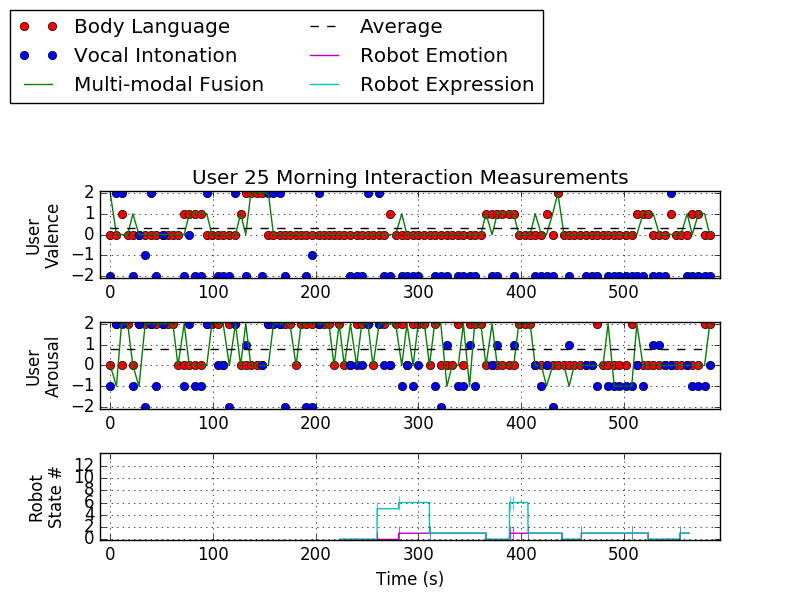 Body Language
Vocal Intonation
Multi-modal Fusion
Average
Robot Emotion
Robot Expression
User 25 Morning Interaction Measurements
User
Valence
2
1
0
−1
−2
0 100 200 300 400 500
User
Arousal
2
1
0
−1
−2
0 100 200 300 400 500
Robot
State #
12
10
8
6
4
2
0
0 100 200 300 400 500
Time (s)